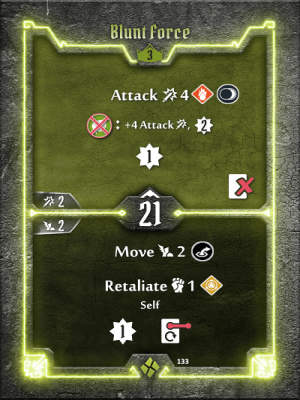 Blunt Force
3
Attack 4
: +4 Attack , 2
1
2
21
2
Move 2
Retaliate 1
Self
1
133